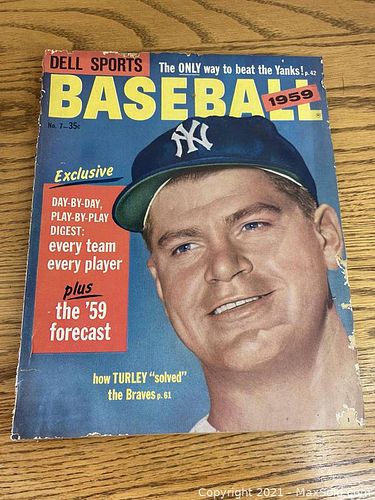 DELL SPORTS
The ONLY way to beat the Yanks! p. 42
BASEBALL
1959
No. 7—35c
NY
Exclusive
DAY-BY-DAY,
PLAY-BY-PLAY
DIGEST:
every team
every player
plus
the '59
forecast
how TURLEY "solved"
the Braves p. 61
Copyright 2021 - MaxSold.com